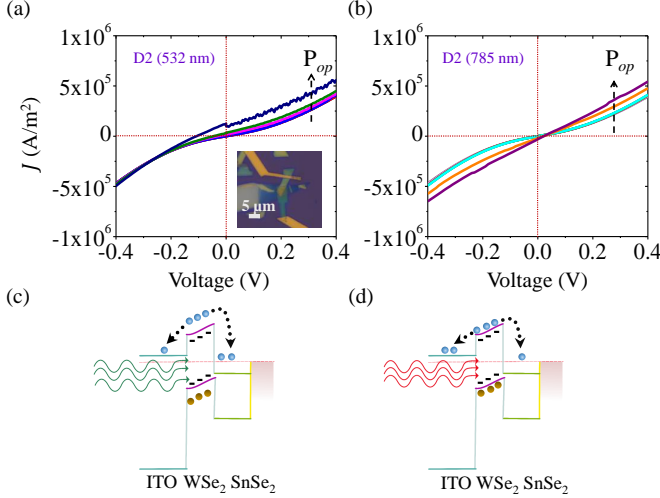 (a)
(b)
1x10⁶
5x10⁵
0
-5x10⁵
-1x10⁶
J (A/m²)
D2 (532 nm)
P_op
5 μm
-0.4 -0.2 0.0 0.2 0.4
Voltage (V)
1x10⁶
5x10⁵
0
-5x10⁵
-1x10⁶
D2 (785 nm)
P_op
-0.4 -0.2 0.0 0.2 0.4
Voltage (V)
(c)
(d)
ITO WSe₂ SnSe₂
ITO WSe₂ SnSe₂